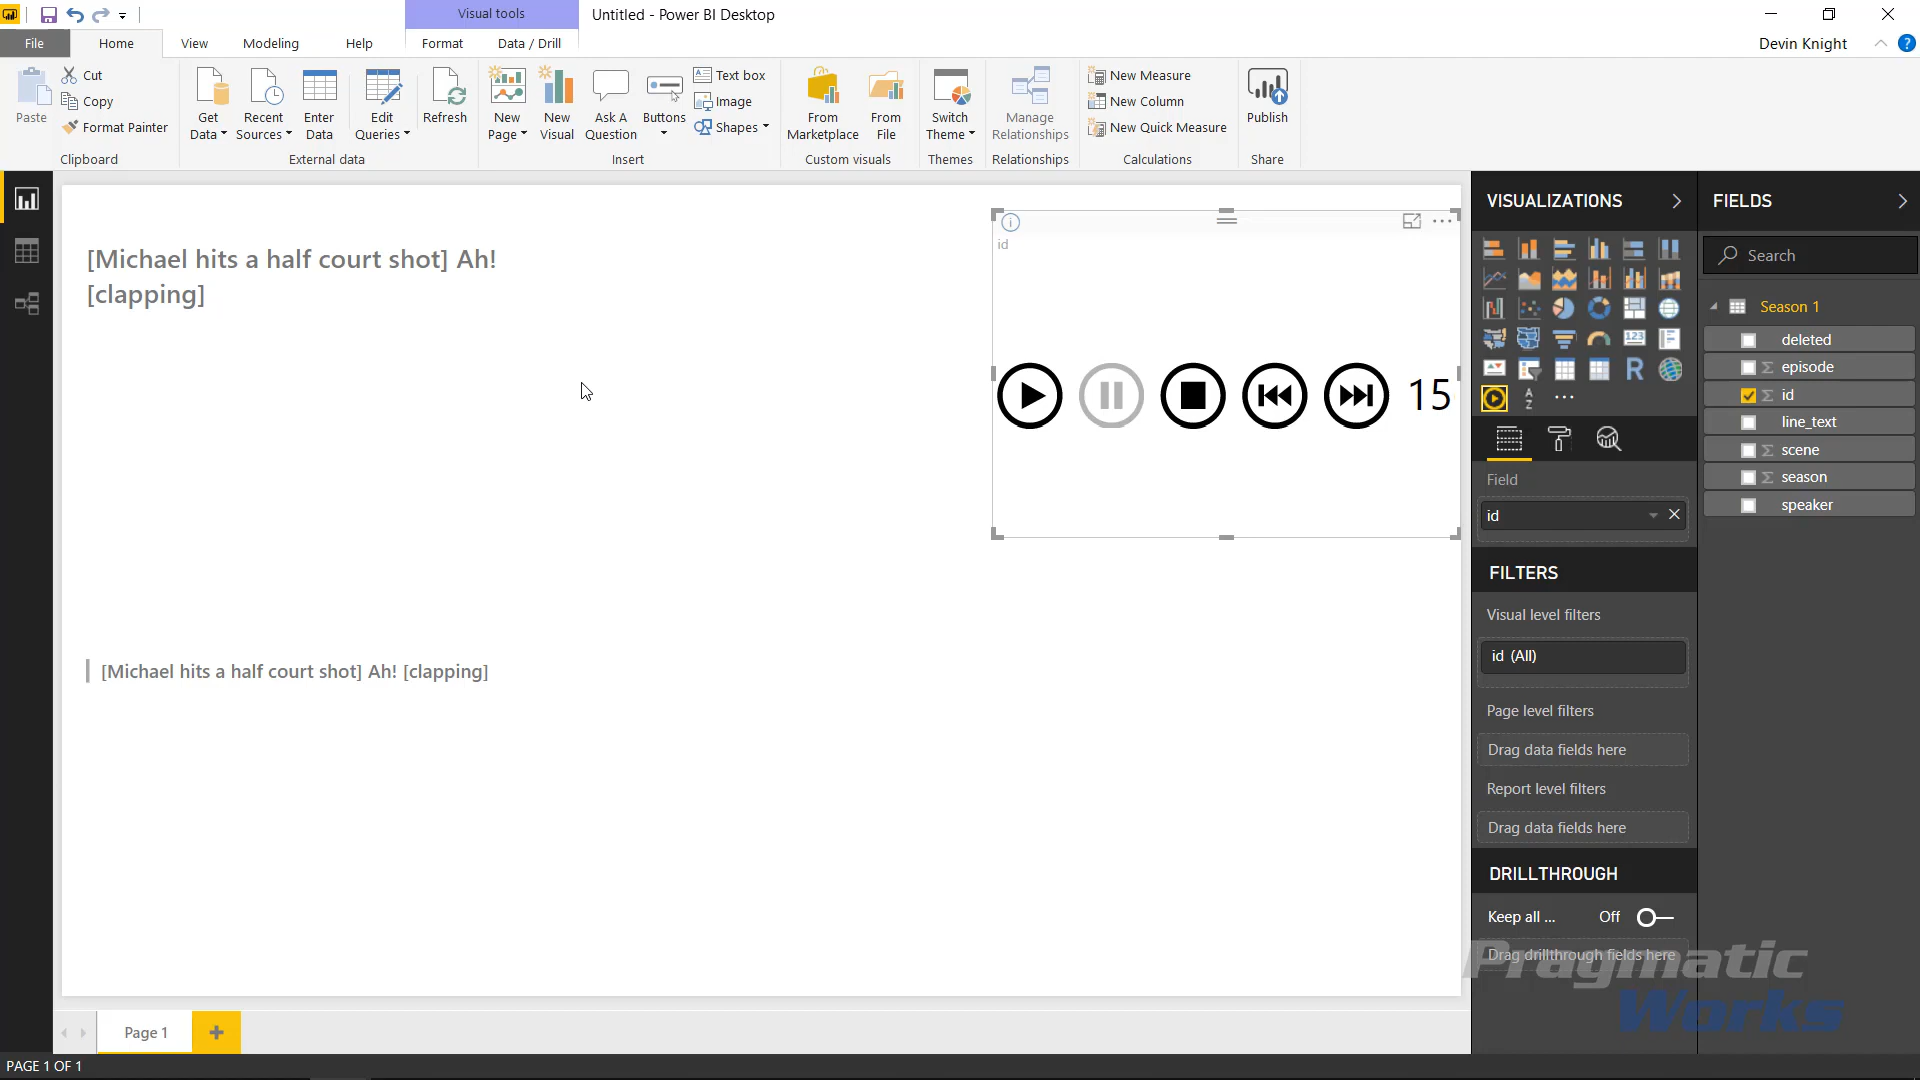 Visual tools
Untitled - Power BI Desktop
File
Home
View
Modeling
Help
Format
Data / Drill
Devin Knight
?
Paste
Cut
Copy
Format Painter
Clipboard
Get Data
Recent Sources
Enter Data
Edit Queries
Refresh
External data
New Page
New Visual
Ask A Question
Buttons
Text box
Image
Shapes
Insert
From Marketplace
From File
Custom visuals
Switch Theme
Themes
Manage Relationships
Relationships
New Measure
New Column
New Quick Measure
Calculations
Publish
Share
[Michael hits a half court shot] Ah!
[clapping]
id
15
[Michael hits a half court shot] Ah! [clapping]
VISUALIZATIONS
123
R
A
Z
Field
id
FILTERS
Visual level filters
id (All)
Page level filters
Drag data fields here
Report level filters
Drag data fields here
DRILLTHROUGH
Keep all ...
Off
Drag drillthrough fields here
FIELDS
Search
Season 1
deleted
Σ episode
Σ id
line_text
Σ scene
Σ season
speaker
Pragmatic
Works
Page 1
PAGE 1 OF 1